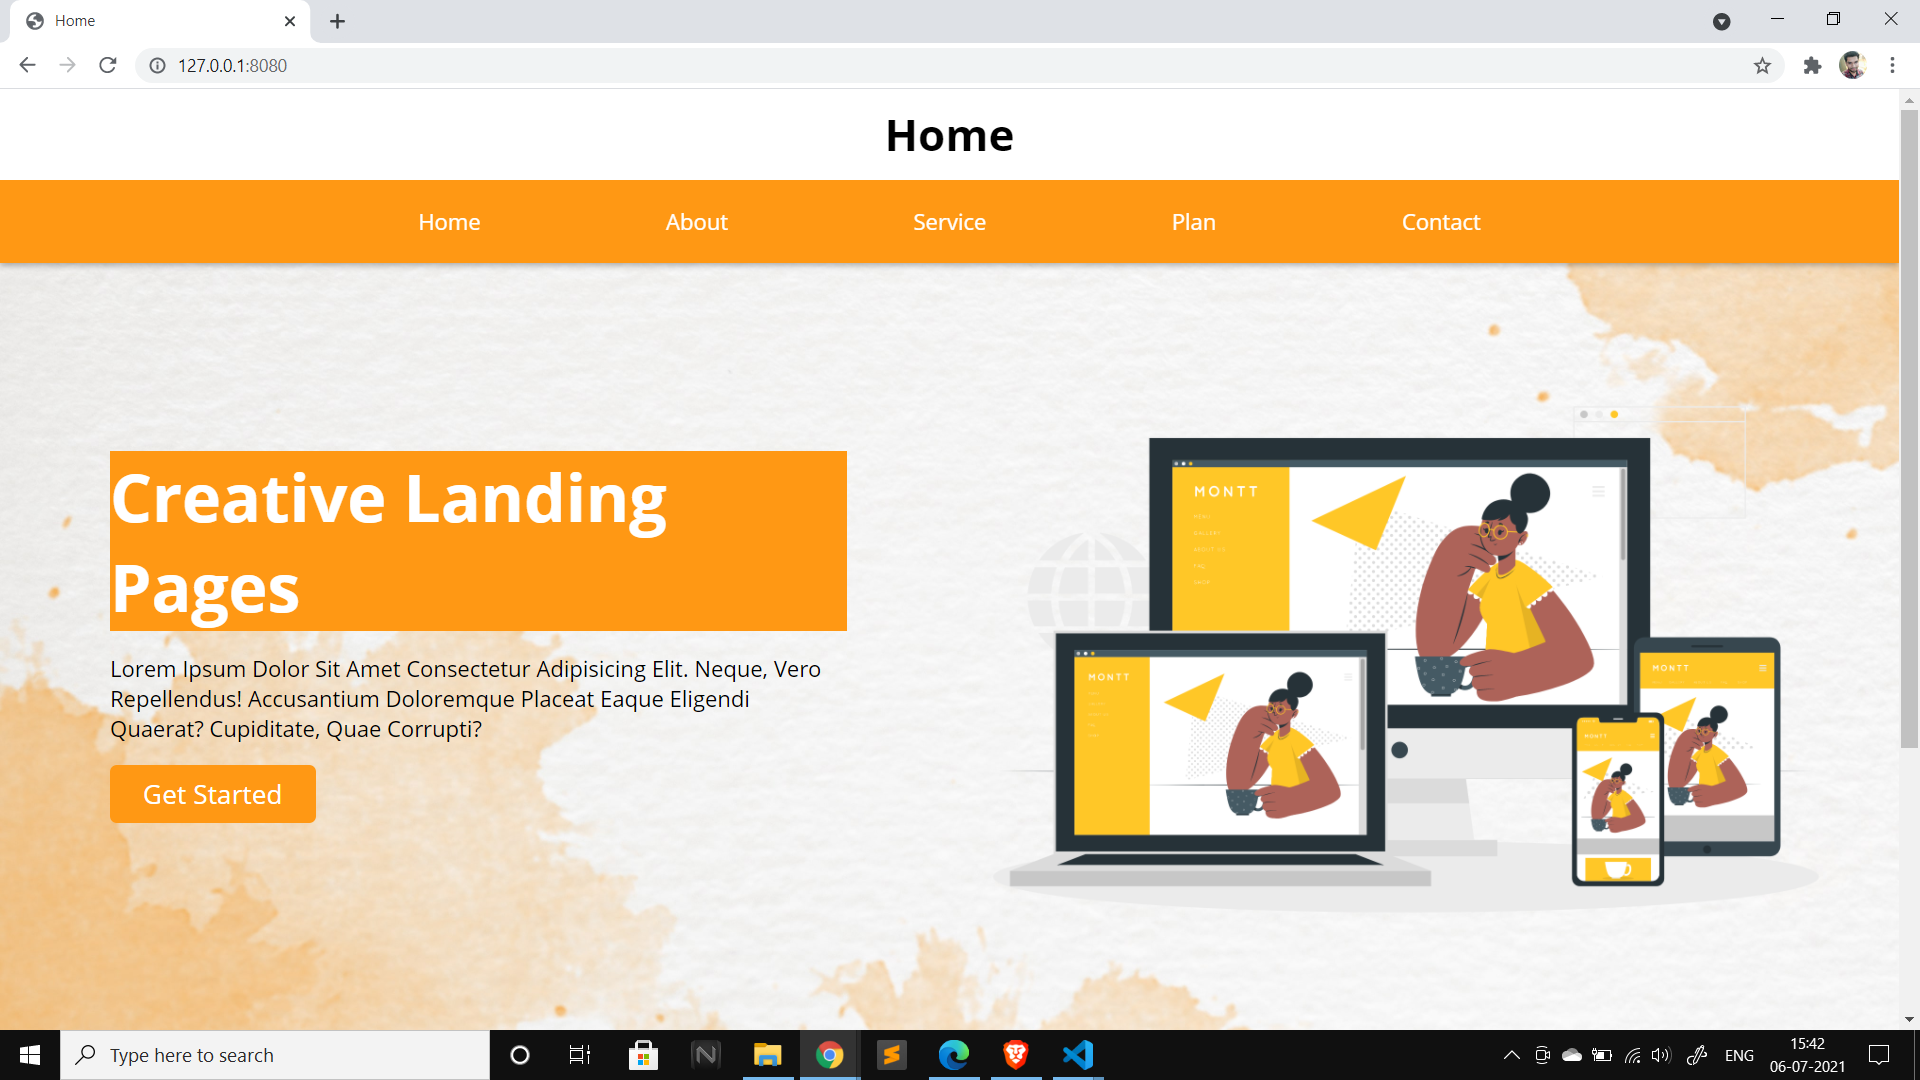 Home
127.0.0.1:8080
Home
Home About Service Plan Contact
Creative Landing
Pages
Lorem Ipsum Dolor Sit Amet Consectetur Adipisicing Elit. Neque, Vero
Repellendus! Accusantium Doloremque Placeat Eaque Eligendi
Quaerat? Cupiditate, Quae Corrupti?
Get Started
MONTT
ABOUT US
MONTT
MONTT
MONTT
Type here to search
ENG
15:42
06-07-2021